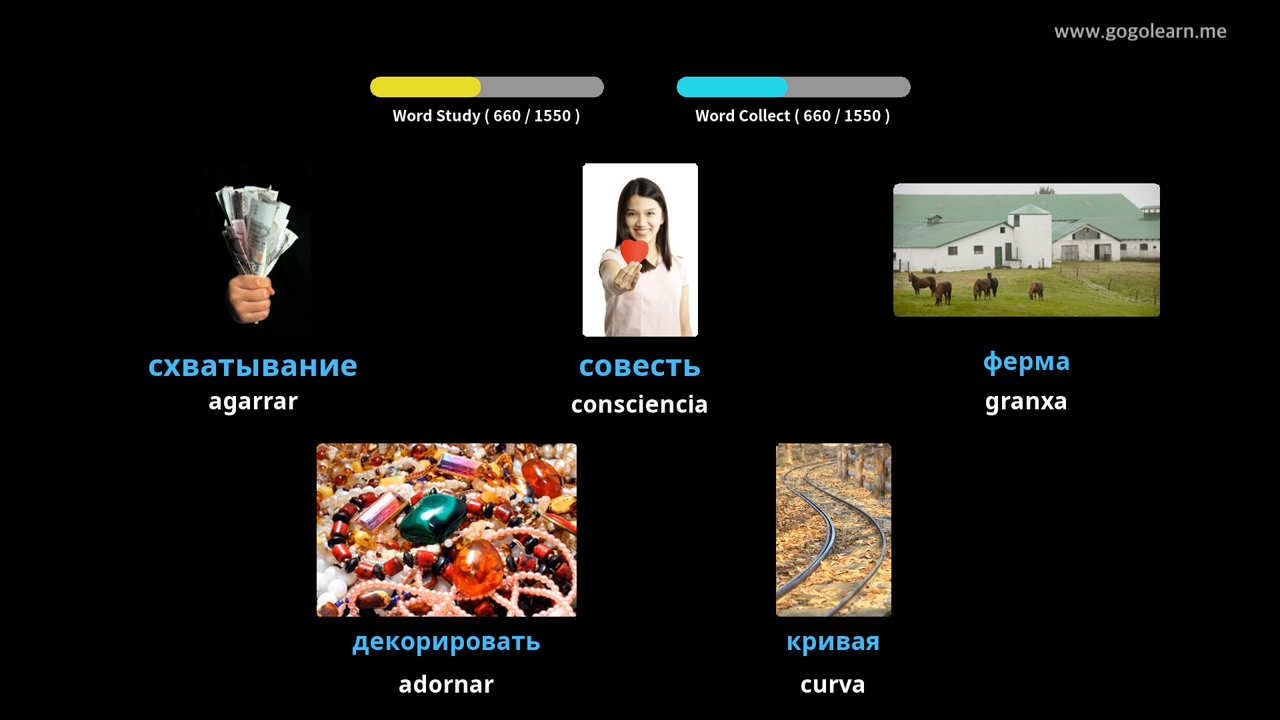 www.gogolearn.me
Word Study ( 660 / 1550 )
Word Collect ( 660 / 1550 )
схватывание
agarrar
совесть
consciencia
ферма
granxa
декорировать
adornar
кривая
curva